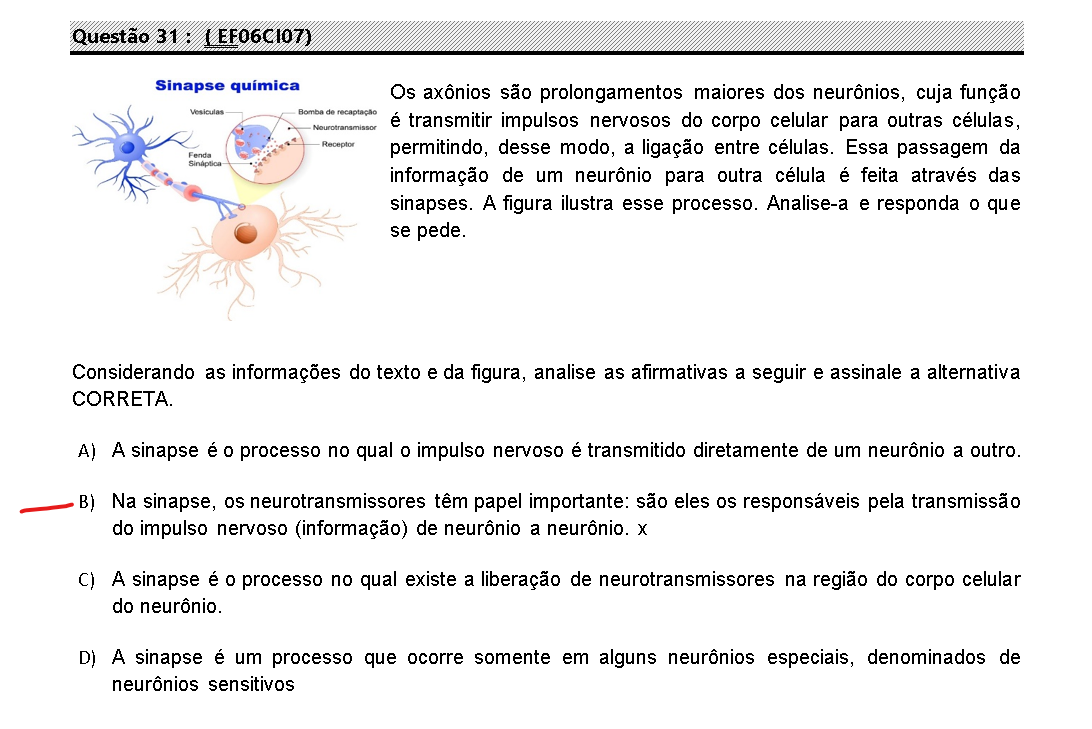 Questão 31 : ( EF06CI07)
Sinapse química
Vesículas
Bomba de recaptação
Neurotransmissor
Receptor
Fenda
Sináptica
Os axônios são prolongamentos maiores dos neurônios, cuja função
é transmitir impulsos nervosos do corpo celular para outras células,
permitindo, desse modo, a ligação entre células. Essa passagem da
informação de um neurônio para outra célula é feita através das
sinapses. A figura ilustra esse processo. Analise-a e responda o que
se pede.
Considerando as informações do texto e da figura, analise as afirmativas a seguir e assinale a alternativa
CORRETA.
A) A sinapse é o processo no qual o impulso nervoso é transmitido diretamente de um neurônio a outro.
B) Na sinapse, os neurotransmissores têm papel importante: são eles os responsáveis pela transmissão
do impulso nervoso (informação) de neurônio a neurônio. x
C) A sinapse é o processo no qual existe a liberação de neurotransmissores na região do corpo celular
do neurônio.
D) A sinapse é um processo que ocorre somente em alguns neurônios especiais, denominados de
neurônios sensitivos